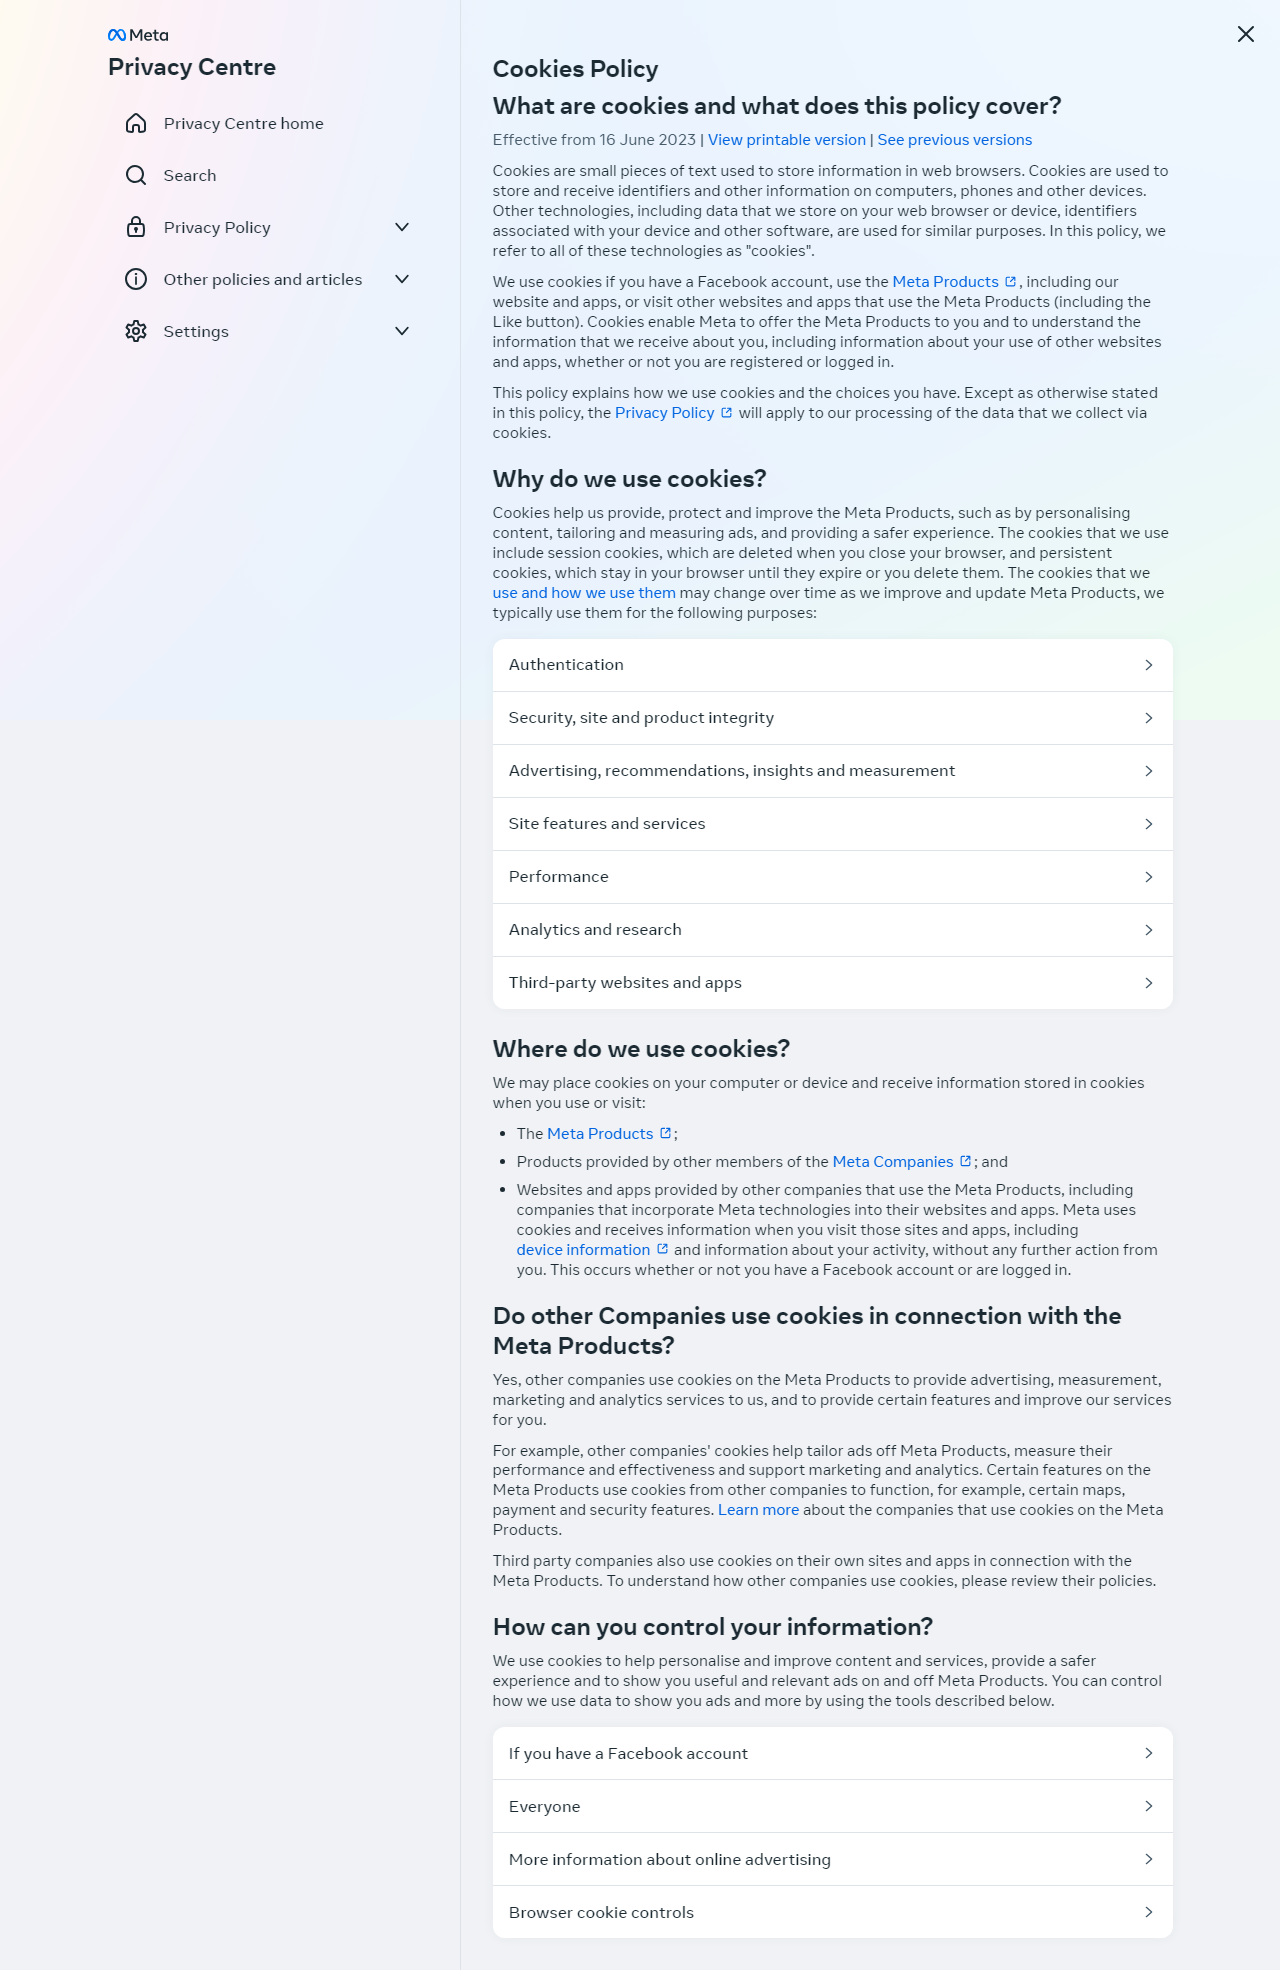 Meta
Privacy Centre
Privacy Centre home
Search
Privacy Policy
Other policies and articles
Settings
Cookies Policy
What are cookies and what does this policy cover?
Effective from 16 June 2023 | View printable version | See previous versions
Cookies are small pieces of text used to store information in web browsers. Cookies are used to
store and receive identifiers and other information on computers, phones and other devices.
Other technologies, including data that we store on your web browser or device, identifiers
associated with your device and other software, are used for similar purposes. In this policy, we
refer to all of these technologies as "cookies".
We use cookies if you have a Facebook account, use the Meta Products , including our
website and apps, or visit other websites and apps that use the Meta Products (including the
Like button). Cookies enable Meta to offer the Meta Products to you and to understand the
information that we receive about you, including information about your use of other websites
and apps, whether or not you are registered or logged in.
This policy explains how we use cookies and the choices you have. Except as otherwise stated
in this policy, the Privacy Policy will apply to our processing of the data that we collect via
cookies.
Why do we use cookies?
Cookies help us provide, protect and improve the Meta Products, such as by personalising
content, tailoring and measuring ads, and providing a safer experience. The cookies that we use
include session cookies, which are deleted when you close your browser, and persistent
cookies, which stay in your browser until they expire or you delete them. The cookies that we
use and how we use them may change over time as we improve and update Meta Products, we
typically use them for the following purposes:
Authentication
Security, site and product integrity
Advertising, recommendations, insights and measurement
Site features and services
Performance
Analytics and research
Third-party websites and apps
Where do we use cookies?
We may place cookies on your computer or device and receive information stored in cookies
when you use or visit:
• The Meta Products ;
• Products provided by other members of the Meta Companies ; and
• Websites and apps provided by other companies that use the Meta Products, including
companies that incorporate Meta technologies into their websites and apps. Meta uses
cookies and receives information when you visit those sites and apps, including
device information and information about your activity, without any further action from
you. This occurs whether or not you have a Facebook account or are logged in.
Do other Companies use cookies in connection with the
Meta Products?
Yes, other companies use cookies on the Meta Products to provide advertising, measurement,
marketing and analytics services to us, and to provide certain features and improve our services
for you.
For example, other companies' cookies help tailor ads off Meta Products, measure their
performance and effectiveness and support marketing and analytics. Certain features on the
Meta Products use cookies from other companies to function, for example, certain maps,
payment and security features. Learn more about the companies that use cookies on the Meta
Products.
Third party companies also use cookies on their own sites and apps in connection with the
Meta Products. To understand how other companies use cookies, please review their policies.
How can you control your information?
We use cookies to help personalise and improve content and services, provide a safer
experience and to show you useful and relevant ads on and off Meta Products. You can control
how we use data to show you ads and more by using the tools described below.
If you have a Facebook account
Everyone
More information about online advertising
Browser cookie controls